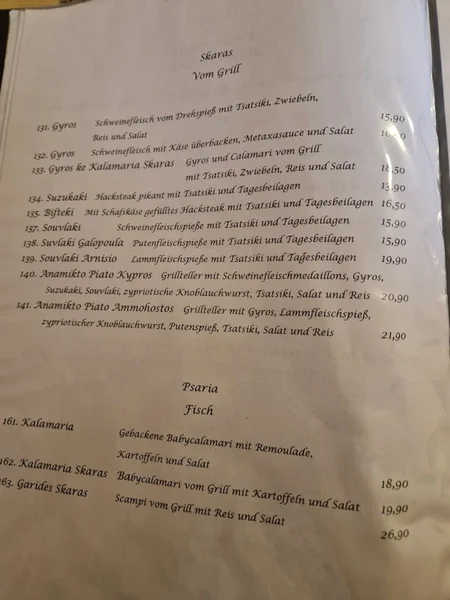 Skaras
Vom Grill
131. Gyros Schweinefleisch vom Drehspieß mit Tsatsiki, Zwiebeln,
Reis und Salat 15,90
132. Gyros Schweinefleisch mit Käse überbacken, Metaxasauce und Salat
133. Gyros ke Kalamaria Skaras Gyros und Calamari vom Grill
mit Tsatsiki, Zwiebeln, Reis und Salat 18,50
134. Suzukaki Hacksteak pikant mit Tsatsiki und Tagesbeilagen 13,90
135. Bifteki Mit Schafskäse gefülltes Hacksteak mit Tsatsiki und Tagesbeilagen 16,50
137. Souvlaki Schweinefleischspieße mit Tsatsiki und Tagesbeilagen 15,90
138. Suvlaki Galopoula Putenfleischspieße mit Tsatsiki und Tagesbeilagen 15,90
139. Souvlaki Arnisio Lammfleischspieße mit Tsatsiki und Tagesbeilagen 19,90
140. Anamikto Piato Kypros Grillteller mit Schweinefleischmedaillons, Gyros,
Suzukaki, Souvlaki, zypriotische Knoblauchwurst, Tsatsiki, Salat und Reis 20,90
141. Anamikto Piato Ammohostos Grillteller mit Gyros, Lammfleischspieß,
zypriotischer Knoblauchwurst, Putenspieß, Tsatsiki, Salat und Reis 21,90
Psaria
Fisch
161. Kalamaria Gebackene Babycalamari mit Remoulade,
Kartoffeln und Salat 18,90
162. Kalamaria Skaras Babycalamari vom Grill mit Kartoffeln und Salat 19,90
163. Garides Skaras Scampi vom Grill mit Reis und Salat 26,90